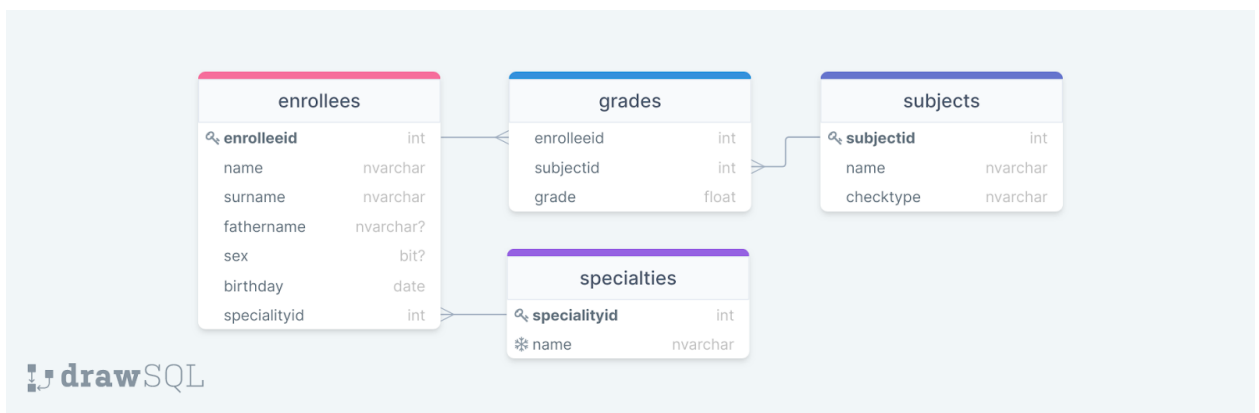 enrollees
enrolleeid int
name nvarchar
surname nvarchar
fathername nvarchar?
sex bit?
birthday date
specialityid int
grades
enrolleeid int
subjectid int
grade float
subjects
subjectid int
name nvarchar
checktype nvarchar
specialties
specialityid int
name nvarchar
drawSQL